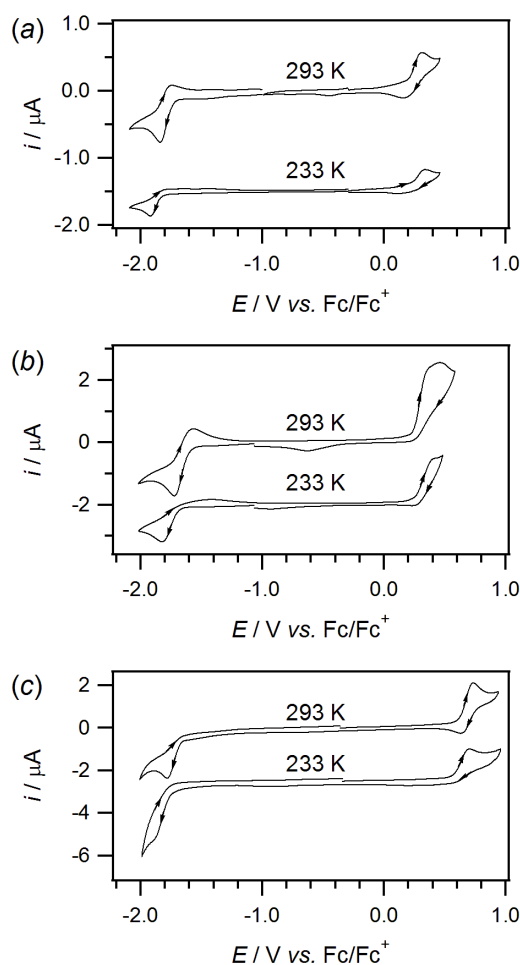 (a)
1.0
0.0
-1.0
-2.0
i / μA
293 K
233 K
-2.0 -1.0 0.0 1.0
E / V vs. Fc/Fc⁺
(b)
2
0
-2
i / μA
293 K
233 K
-2.0 -1.0 0.0 1.0
E / V vs. Fc/Fc⁺
(c)
2
0
-2
-4
-6
i / μA
293 K
233 K
-2.0 -1.0 0.0 1.0
E / V vs. Fc/Fc⁺